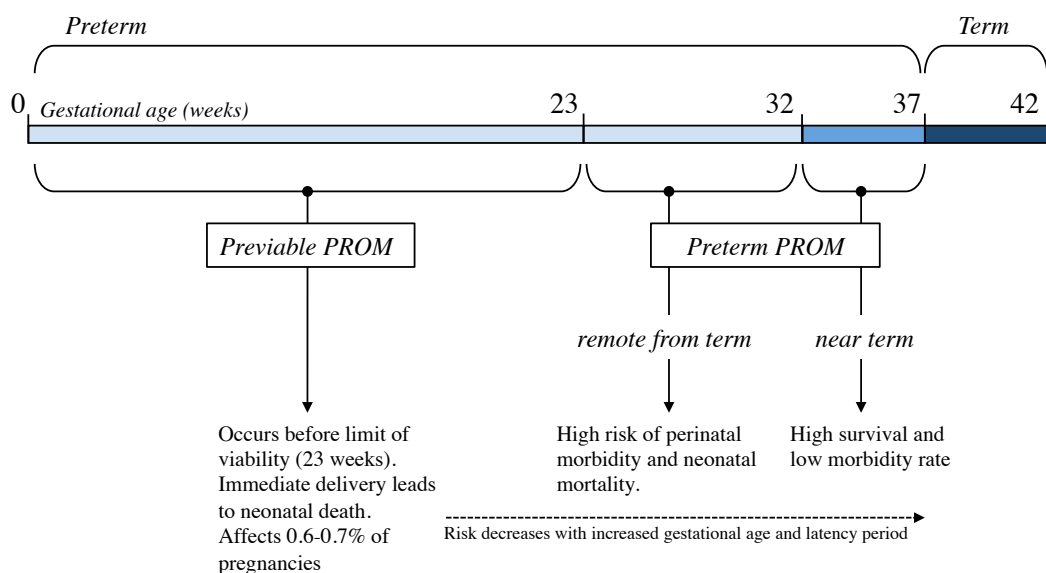 Preterm
Term
0
Gestational age (weeks)
23
32
37
42
Previable PROM
Preterm PROM
remote from term
near term
Occurs before limit of
viability (23 weeks).
Immediate delivery leads
to neonatal death.
Affects 0.6-0.7% of
pregnancies
High risk of perinatal
morbidity and neonatal
mortality.
High survival and
low morbidity rate
Risk decreases with increased gestational age and latency period